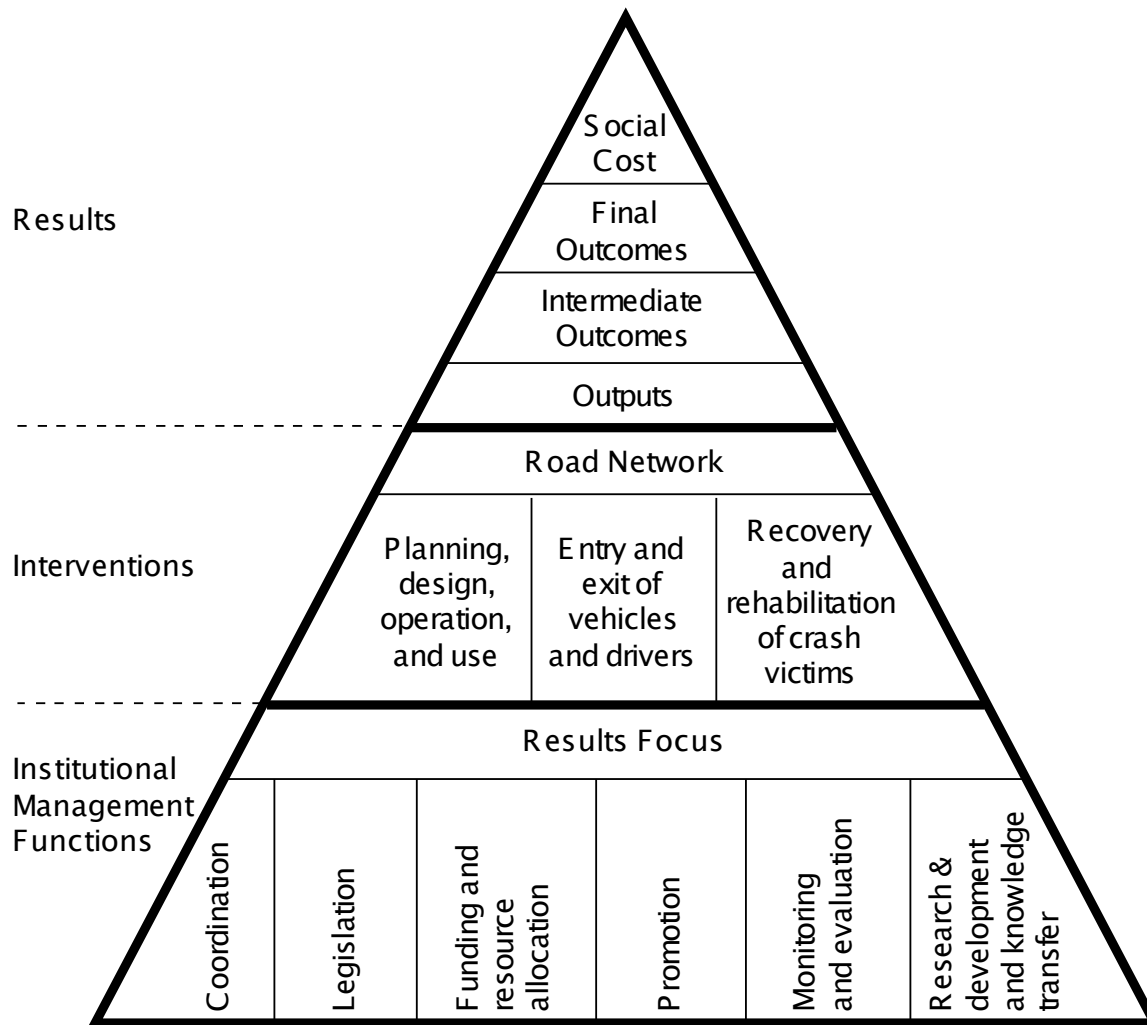 Social
Cost
Results
Final
Outcomes
Intermediate
Outcomes
Outputs
Road Network
Interventions
Planning,
design,
operation,
and use
Entry and
exit of
vehicles
and drivers
Recovery
and
rehabilitation
of crash
victims
Results Focus
Institutional
Management
Functions
Coordination
Legislation
Funding and
resource
allocation
Promotion
Monitoring
and evaluation
Research &
development
and knowledge
transfer